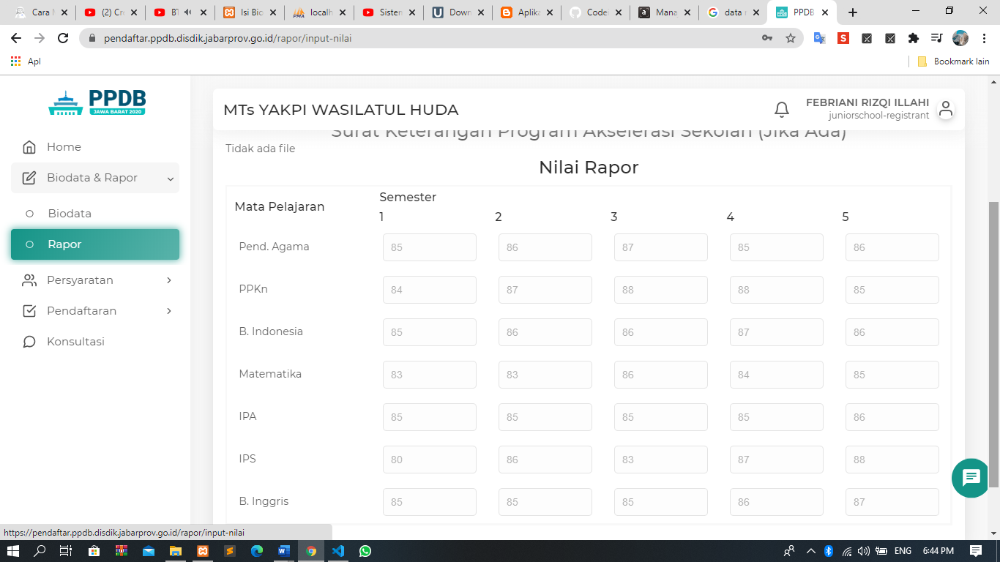 Cara M
(2) Cre
BT
Isi Bio
localh
Sistem
Down
Aplika
Codel
Mana
data r
PPDB
pendaftar.ppdb.disdik.jabarprov.go.id/rapor/input-nilai
Apl
Bookmark lain
PPDB
JAWA BARAT 2020
MTs YAKPI WASILATUL HUDA
FEBRIANI RIZQI ILLAHI
juniorschool-registrant
Home
Biodata & Rapor
Biodata
Rapor
Persyaratan
Pendaftaran
Konsultasi
Surat Keterangan Program Akselerasi Sekolah (Jika Ada)
Tidak ada file
Nilai Rapor
Mata Pelajaran
Semester
1 2 3 4 5
Pend. Agama 85 86 87 85 86
PPKn 84 87 88 88 85
B. Indonesia 85 86 86 87 86
Matematika 83 83 86 84 85
IPA 85 85 85 85 86
IPS 80 86 83 87 88
B. Inggris 85 85 85 86 87
https://pendaftar.ppdb.disdik.jabarprov.go.id/rapor/input-nilai
ENG 6:44 PM